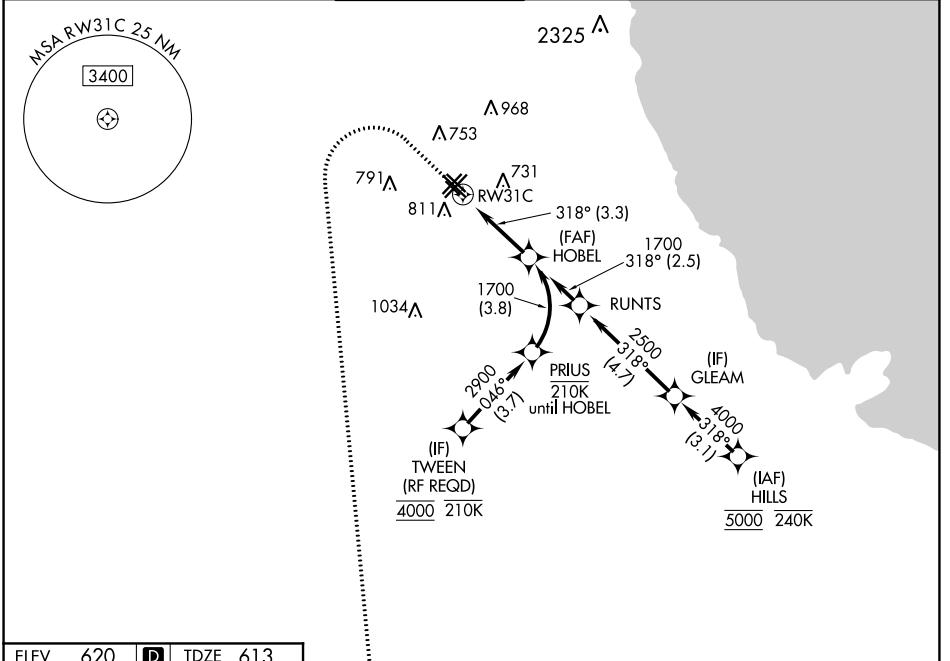 MSA RW31C 25 NM
3400
2325
968
753
731
791
811
RW31C
318° (3.3)
(FAF)
HOBEL
1700
318° (2.5)
1700
(3.8)
RUNTS
1034
2500
318°
(4.7)
(IF)
GLEAM
PRIUS
210K
until HOBEL
2900
046°
(3.7)
4000
318°
(3.1)
(IF)
TWEEN
(RF REQD)
4000 210K
(IAF)
HILLS
5000 240K
ELEV 620 D TDZE 613